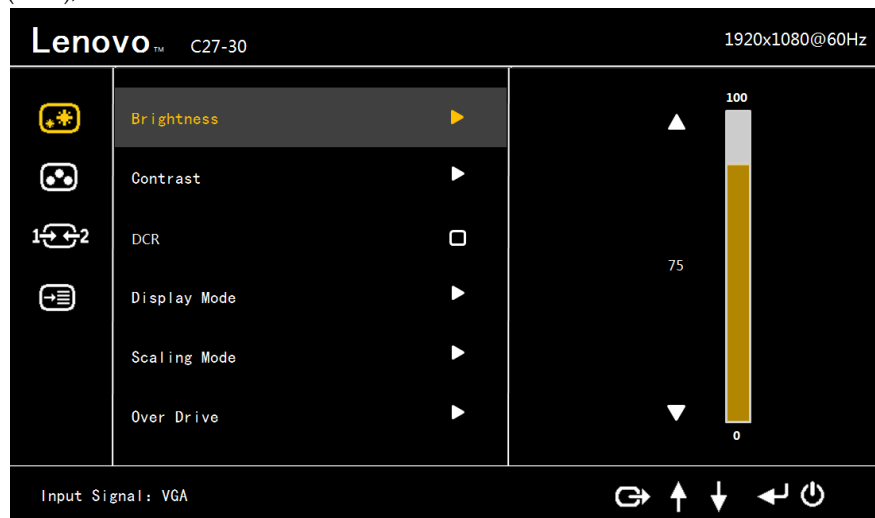 Lenovo™ C27-30
1920x1080@60Hz
Brightness
Contrast
DCR
Display Mode
Scaling Mode
Over Drive
100
75
0
1 2
Input Signal: VGA